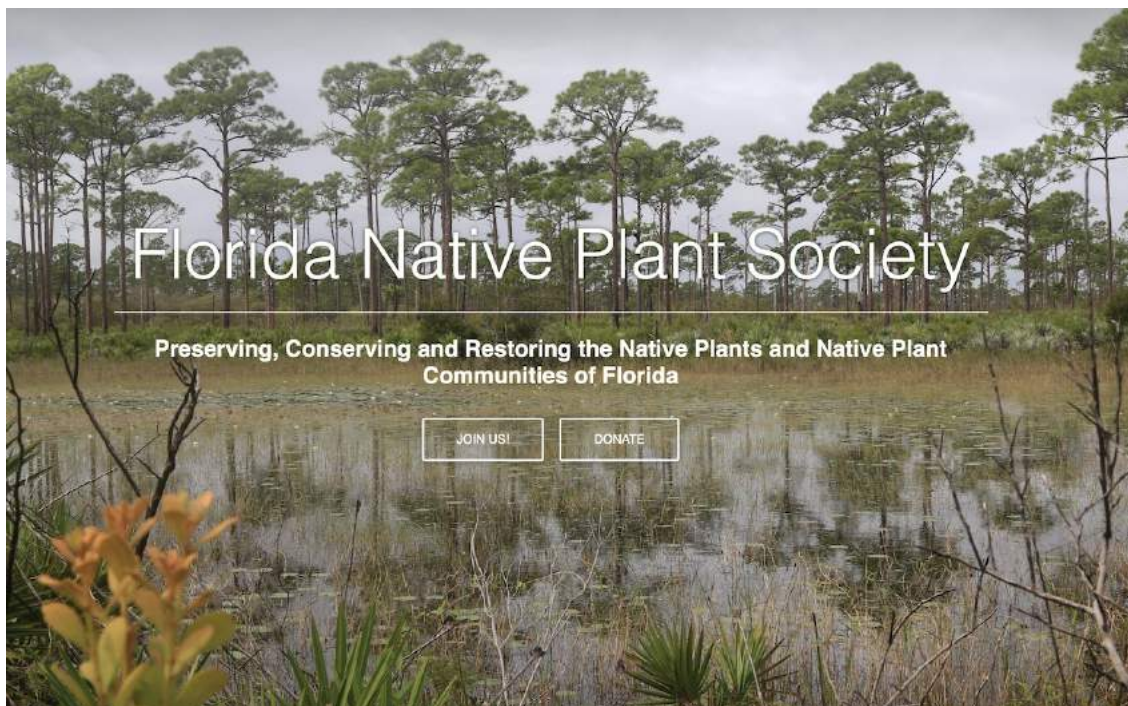 Florida Native Plant Society
Preserving, Conserving and Restoring the Native Plants and Native Plant
Communities of Florida
JOIN US!
DONATE